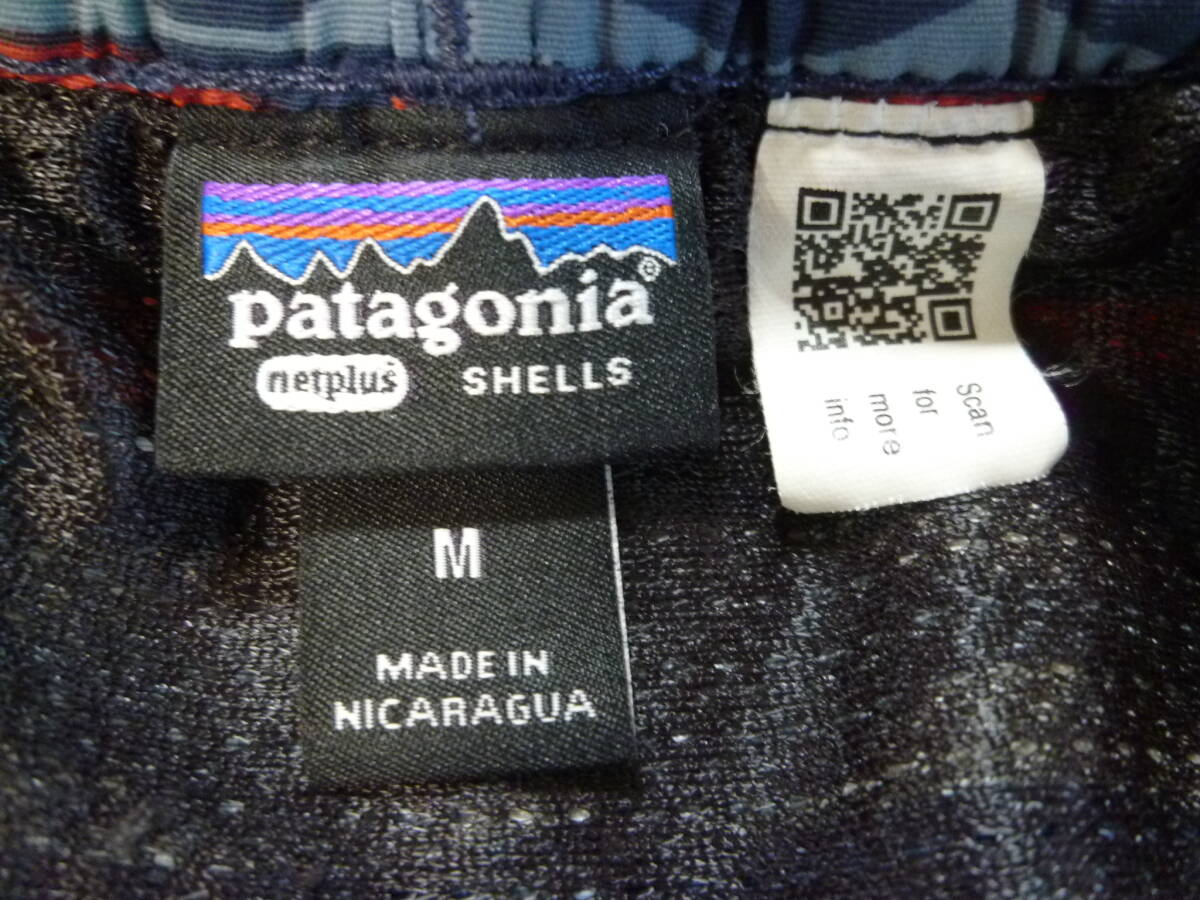 patagonia®
netplus® SHELLS
M
MADE IN
NICARAGUA
Scan
for
more
info